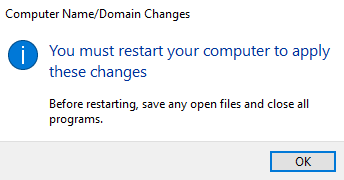 Computer Name/Domain Changes
You must restart your computer to apply
these changes
Before restarting, save any open files and close all
programs.
OK